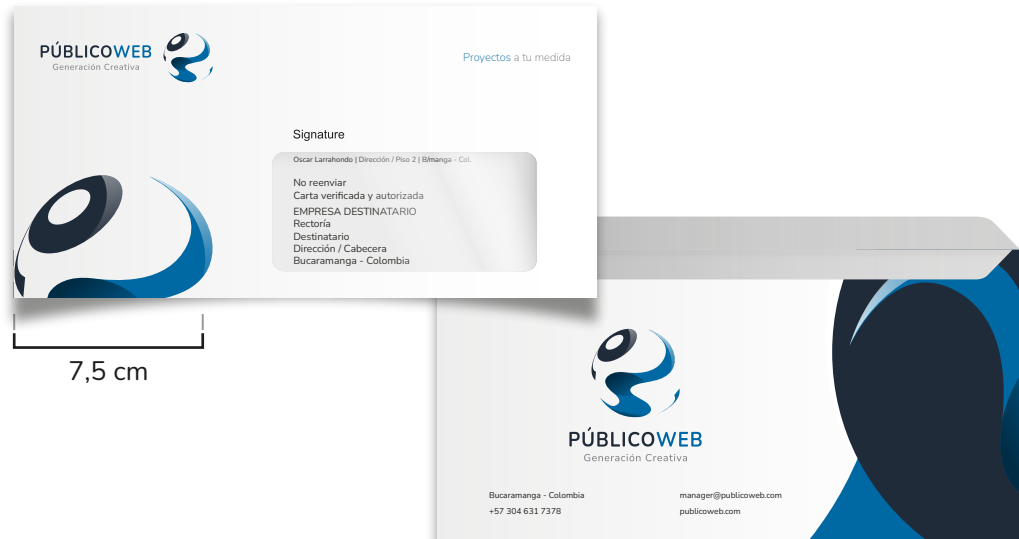 PÚBLICOWEB
Generación Creativa
Proyectos a tu medida
Signature
Oscar Larrahondo | Dirección / Piso 2 | B/manga - Col.
No reenviar
Carta verificada y autorizada
EMPRESA DESTINATARIO
Rectoría
Destinatario
Dirección / Cabecera
Bucaramanga - Colombia
7,5 cm
PÚBLICOWEB
Generación Creativa
Bucaramanga - Colombia
+57 304 631 7378
manager@publicoweb.com
publicoweb.com